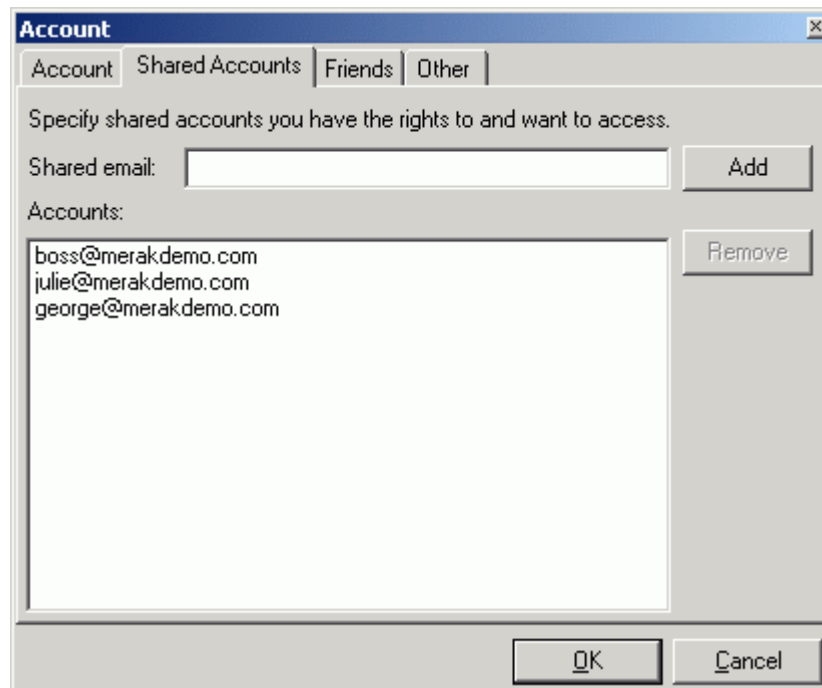 Account
Account Shared Accounts Friends Other
Specify shared accounts you have the rights to and want to access.
Shared email: Add
Accounts:
Remove
boss@merakdemo.com
julie@merakdemo.com
george@merakdemo.com
OK Cancel